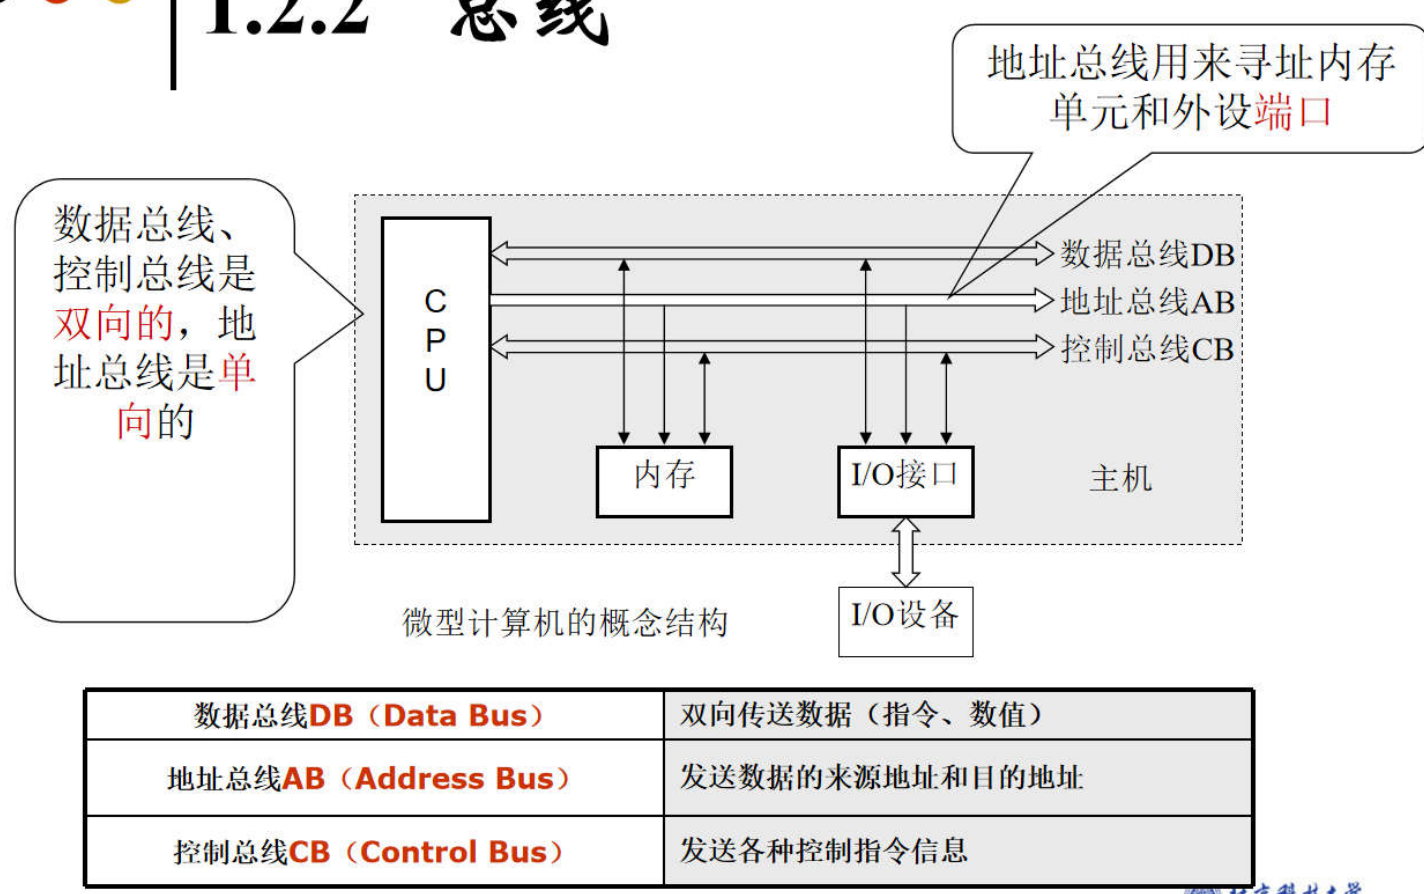 1.2.2 总线
地址总线用来寻址内存
单元和外设端口
数据总线、
控制总线是
双向的，地
址总线是单
向的
C
P
U
数据总线DB
地址总线AB
控制总线CB
内存
I/O接口
主机
I/O设备
微型计算机的概念结构
数据总线DB（Data Bus） 双向传送数据（指令、数值）
地址总线AB（Address Bus） 发送数据的来源地址和目的地址
控制总线CB（Control Bus） 发送各种控制指令信息